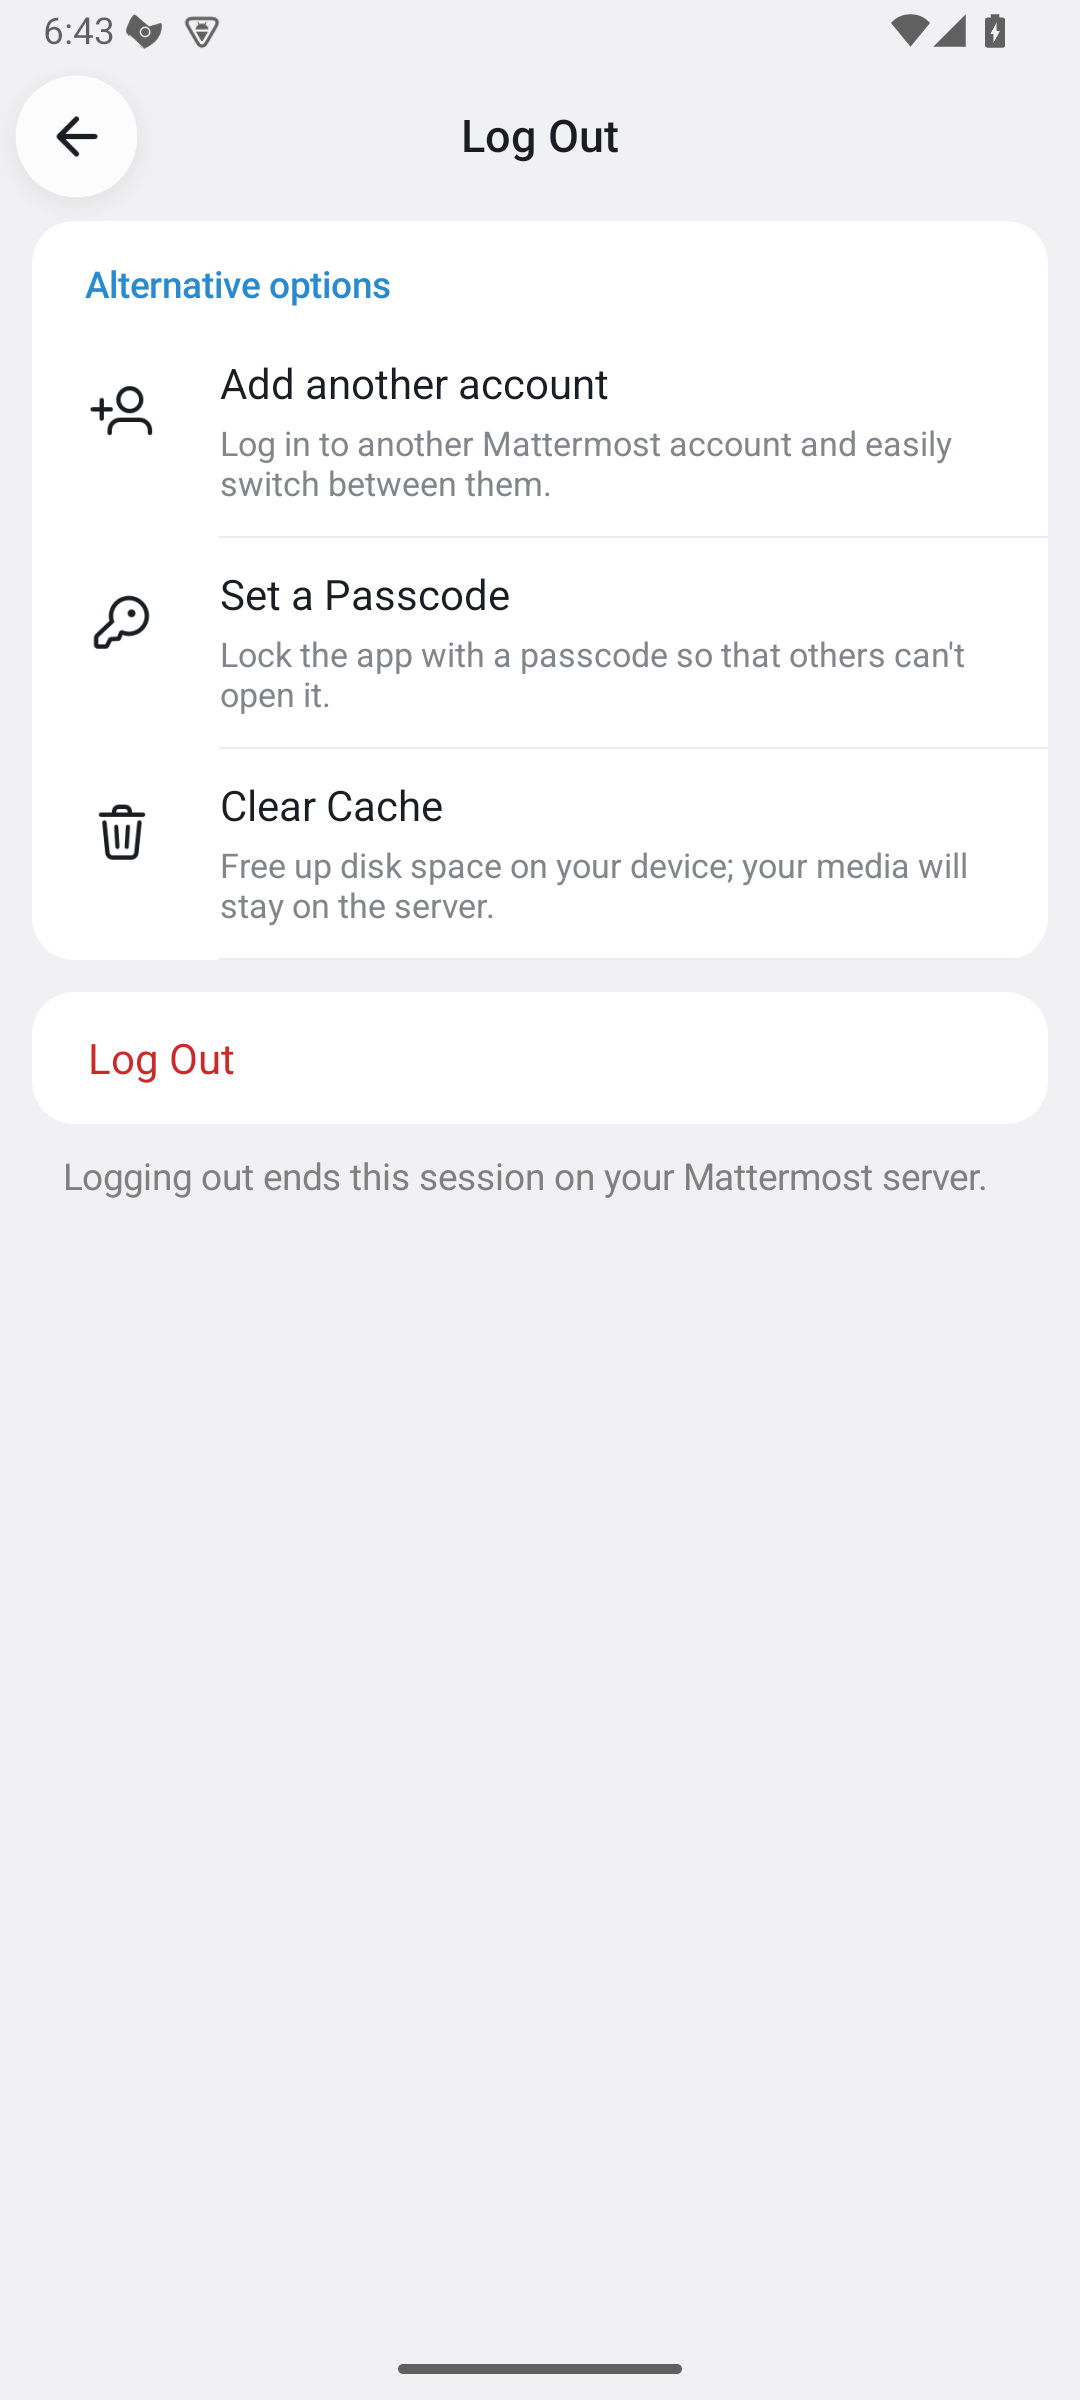 6:43
Log Out
Alternative options
Add another account
Log in to another Mattermost account and easily
switch between them.
Set a Passcode
Lock the app with a passcode so that others can't
open it.
Clear Cache
Free up disk space on your device; your media will
stay on the server.
Log Out
Logging out ends this session on your Mattermost server.